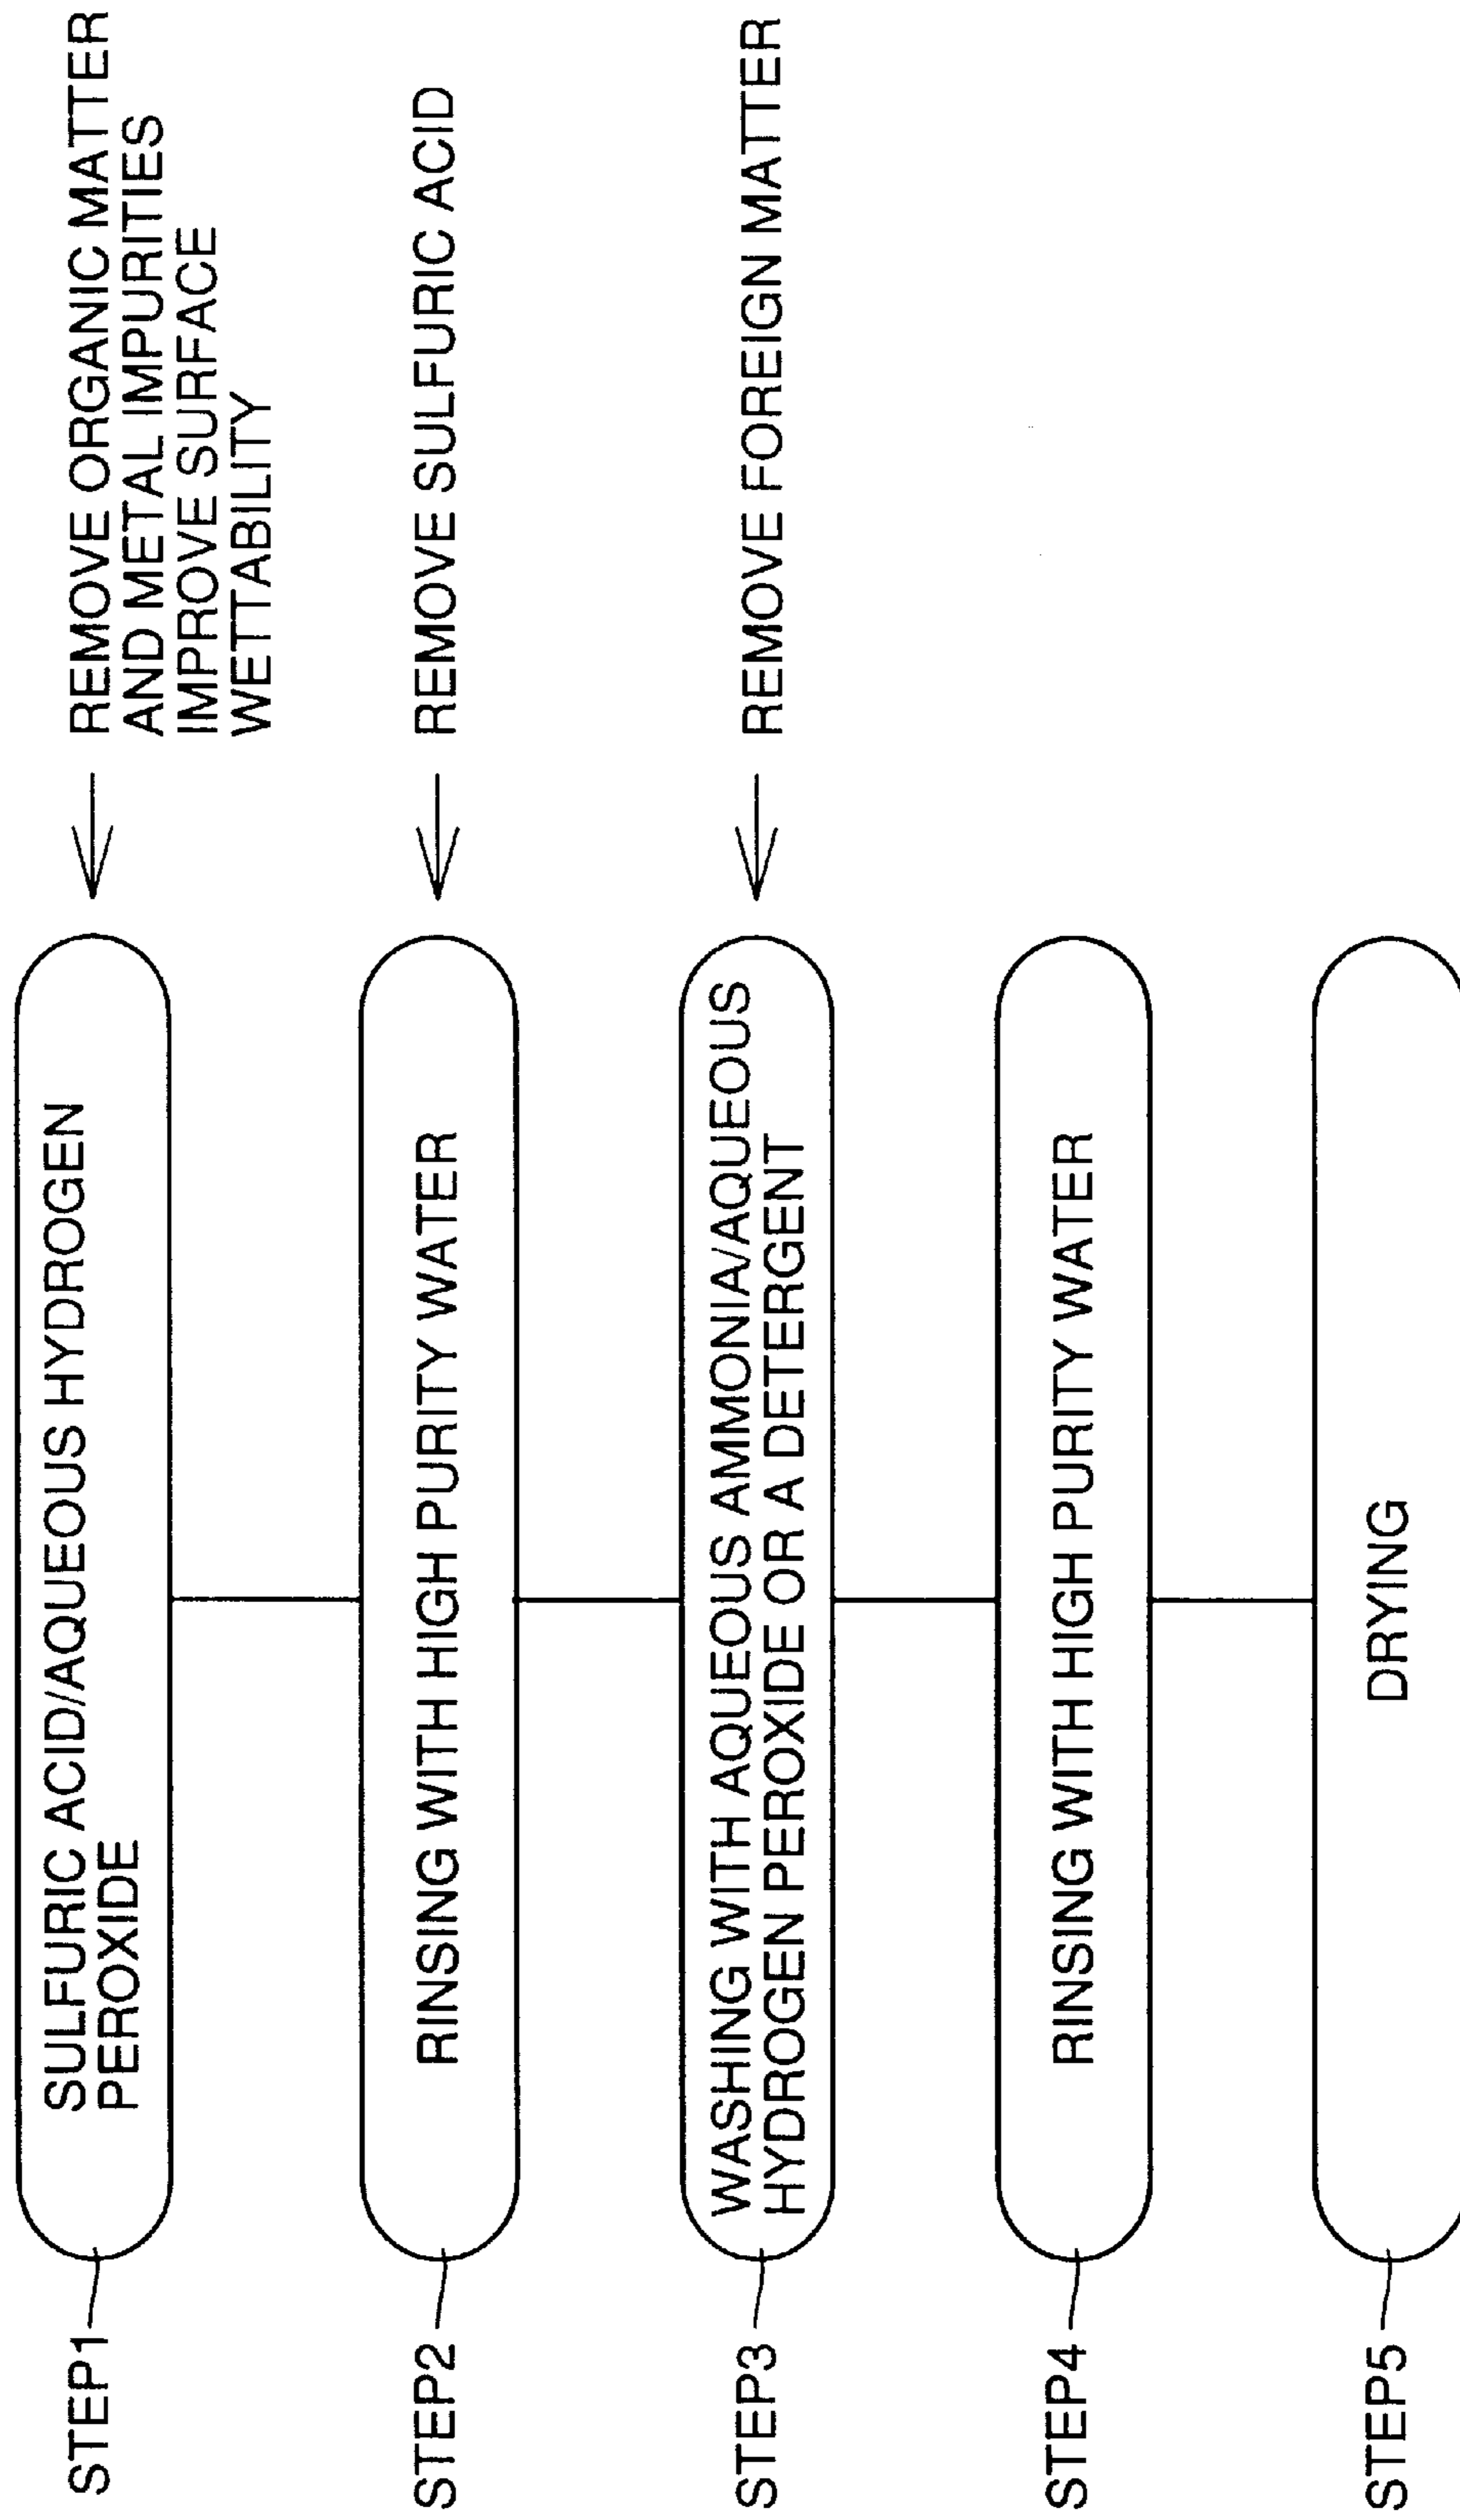 STEP1
SULFURIC ACID/AQUEOUS HYDROGEN
PEROXIDE
REMOVE ORGANIC MATTER
AND METAL IMPURITIES
IMPROVE SURFACE
WETTABILITY
STEP2
RINSING WITH HIGH PURITY WATER
REMOVE SULFURIC ACID
STEP3
WASHING WITH AQUEOUS AMMONIA/AQUEOUS
HYDROGEN PEROXIDE OR A DETERGENT
REMOVE FOREIGN MATTER
STEP4
RINSING WITH HIGH PURITY WATER
STEP5
DRYING